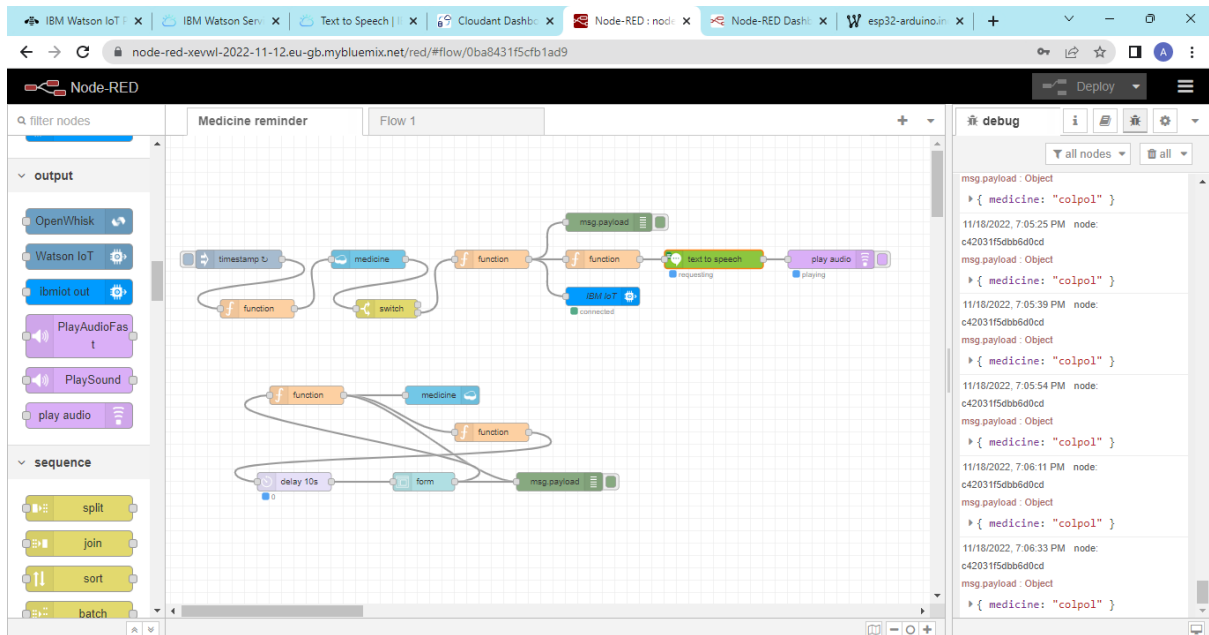 IBM Watson IoT P
IBM Watson Serv
Text to Speech | I
Cloudant Dashbo
Node-RED : node
Node-RED Dashb
esp32-arduino.in
node-red-xevwl-2022-11-12.eu-gb.mybluemix.net/red/#flow/0ba8431f5cfb1ad9
A
Node-RED
Deploy
filter nodes
Medicine reminder
Flow 1
debug
i
all nodes
all
output
OpenWhisk
Watson IoT
ibmiot out
PlayAudioFas
t
PlaySound
play audio
sequence
split
join
sort
batch
msg.payload
timestamp ↻
medicine
function
function
text to speech
requesting
play audio
playing
function
switch
IBM IoT
connected
function
medicine
function
delay 10s
0
form
msg.payload
msg.payload : Object
{ medicine: "colpol" }
11/18/2022, 7:05:25 PM node:
c42031f5dbb6d0cd
msg.payload : Object
{ medicine: "colpol" }
11/18/2022, 7:05:39 PM node:
c42031f5dbb6d0cd
msg.payload : Object
{ medicine: "colpol" }
11/18/2022, 7:05:54 PM node:
c42031f5dbb6d0cd
msg.payload : Object
{ medicine: "colpol" }
11/18/2022, 7:06:11 PM node:
c42031f5dbb6d0cd
msg.payload : Object
{ medicine: "colpol" }
11/18/2022, 7:06:33 PM node:
c42031f5dbb6d0cd
msg.payload : Object
{ medicine: "colpol" }